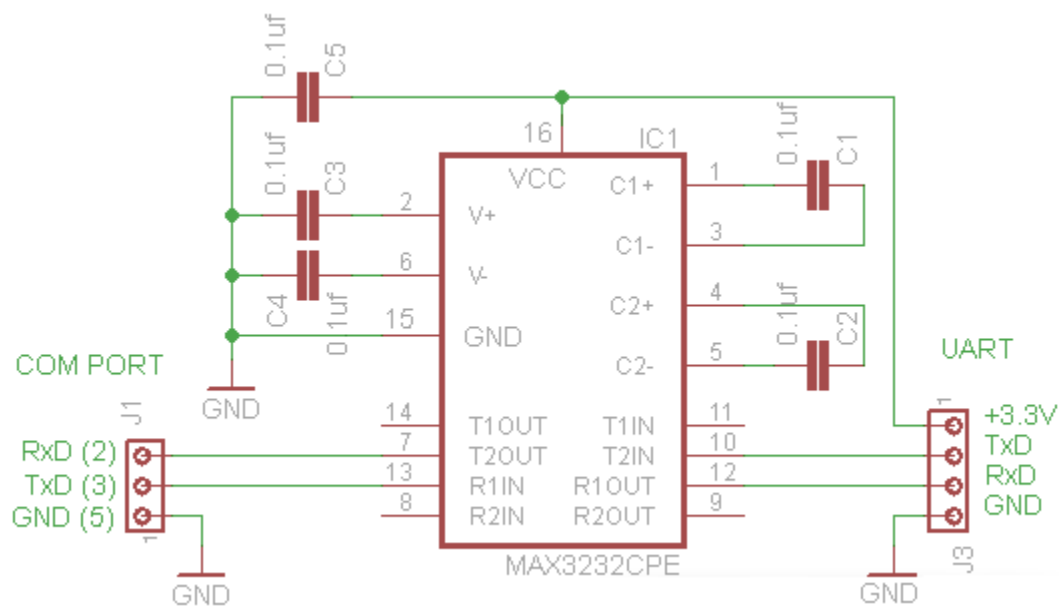 0.1uf
C5
16
IC1
0.1uf
C3
VCC
C1+
1
0.1uf
C1
2
V+
C1-
3
6
V-
C2+
4
C4
0.1uf
15
GND
0.1uf
C2
C2-
5
UART
COM PORT
GND
J1
14
T1OUT
T1IN
11
1
+3.3V
RxD (2)
7
T2OUT
T2IN
10
TxD
TxD (3)
13
R1IN
R1OUT
12
RxD
GND (5)
8
R2IN
R2OUT
9
GND
1
MAX3232CPE
J3
GND
GND